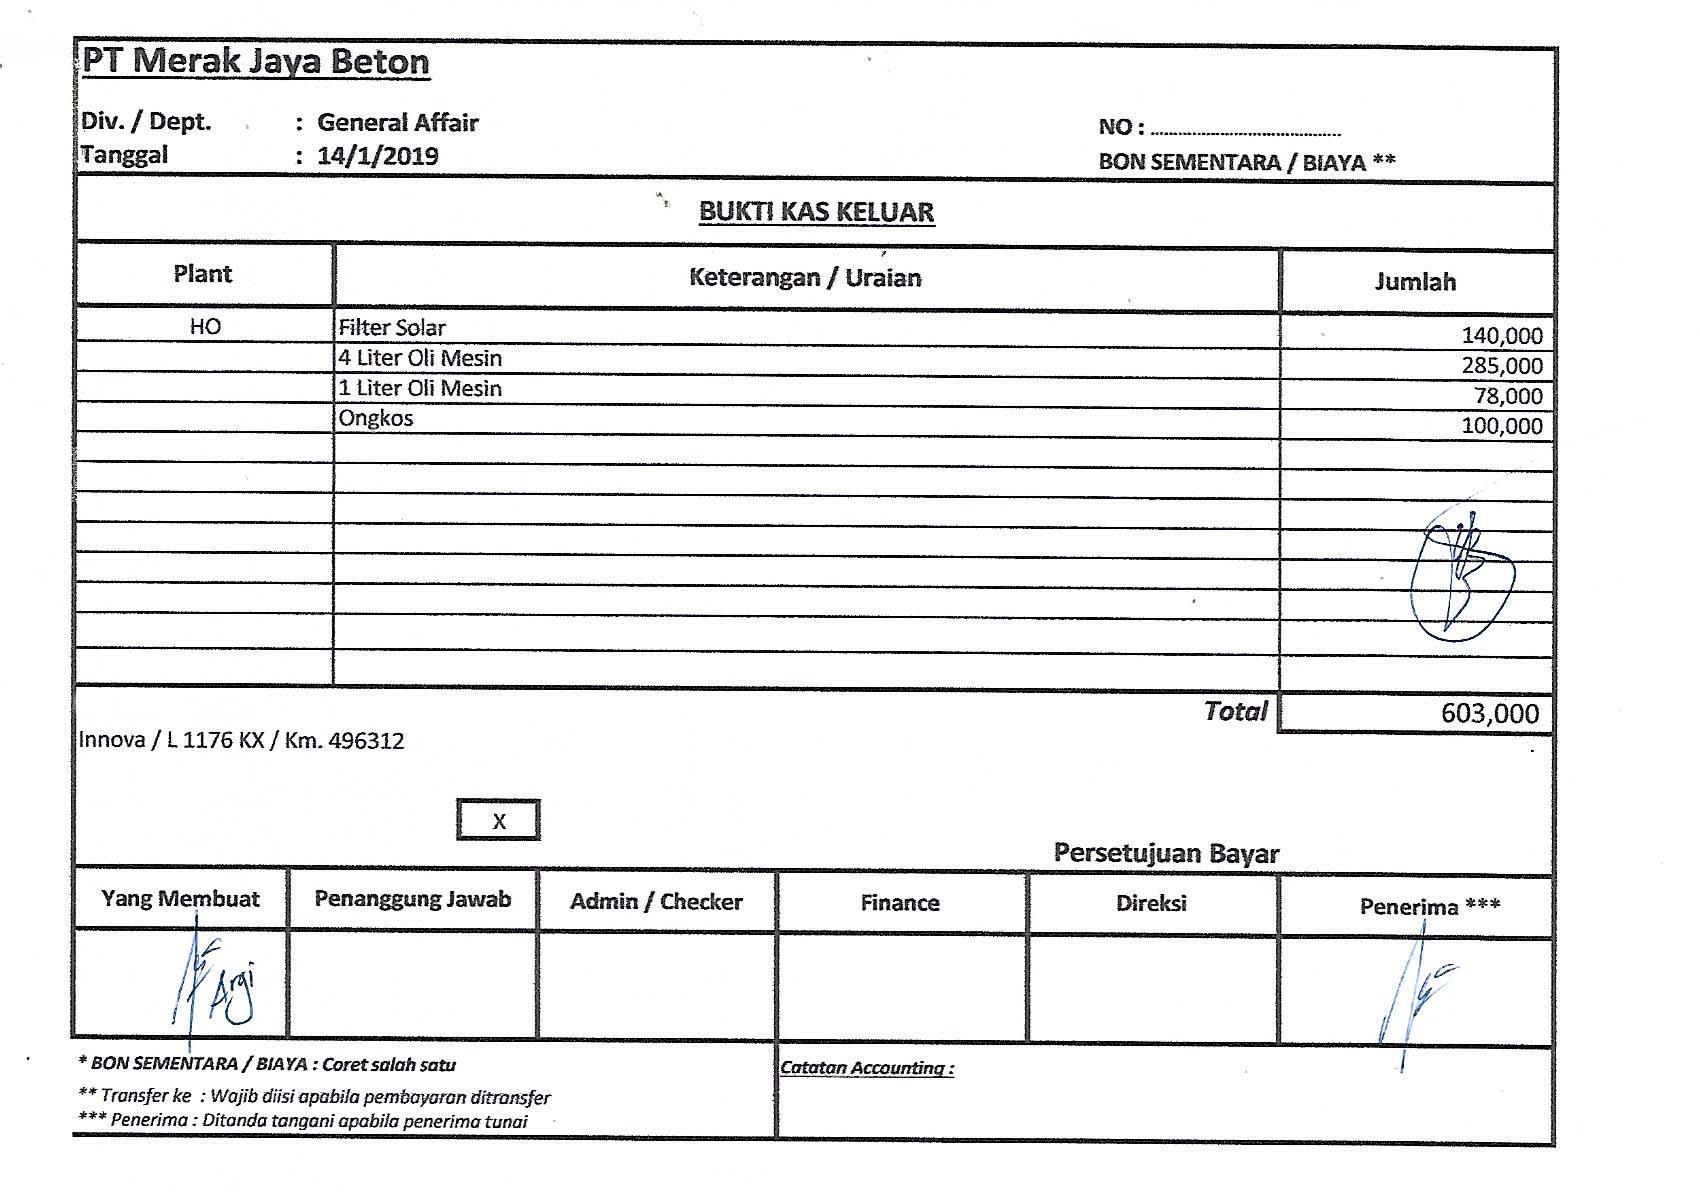 PT Merak Jaya Beton
Div. / Dept. : General Affair
NO : ........................................
Tanggal : 14/1/2019
BON SEMENTARA / BIAYA **
BUKTI KAS KELUAR
Plant Keterangan / Uraian Jumlah
HO Filter Solar 140,000
4 Liter Oli Mesin 285,000
1 Liter Oli Mesin 78,000
Ongkos 100,000
Total 603,000
Innova / L 1176 KX / Km. 496312
X
Persetujuan Bayar
Yang Membuat Penanggung Jawab Admin / Checker Finance Direksi Penerima ***
Argi
* BON SEMENTARA / BIAYA : Coret salah satu
Catatan Accounting :
** Transfer ke : Wajib diisi apabila pembayaran ditransfer
*** Penerima : Ditanda tangani apabila penerima tunai